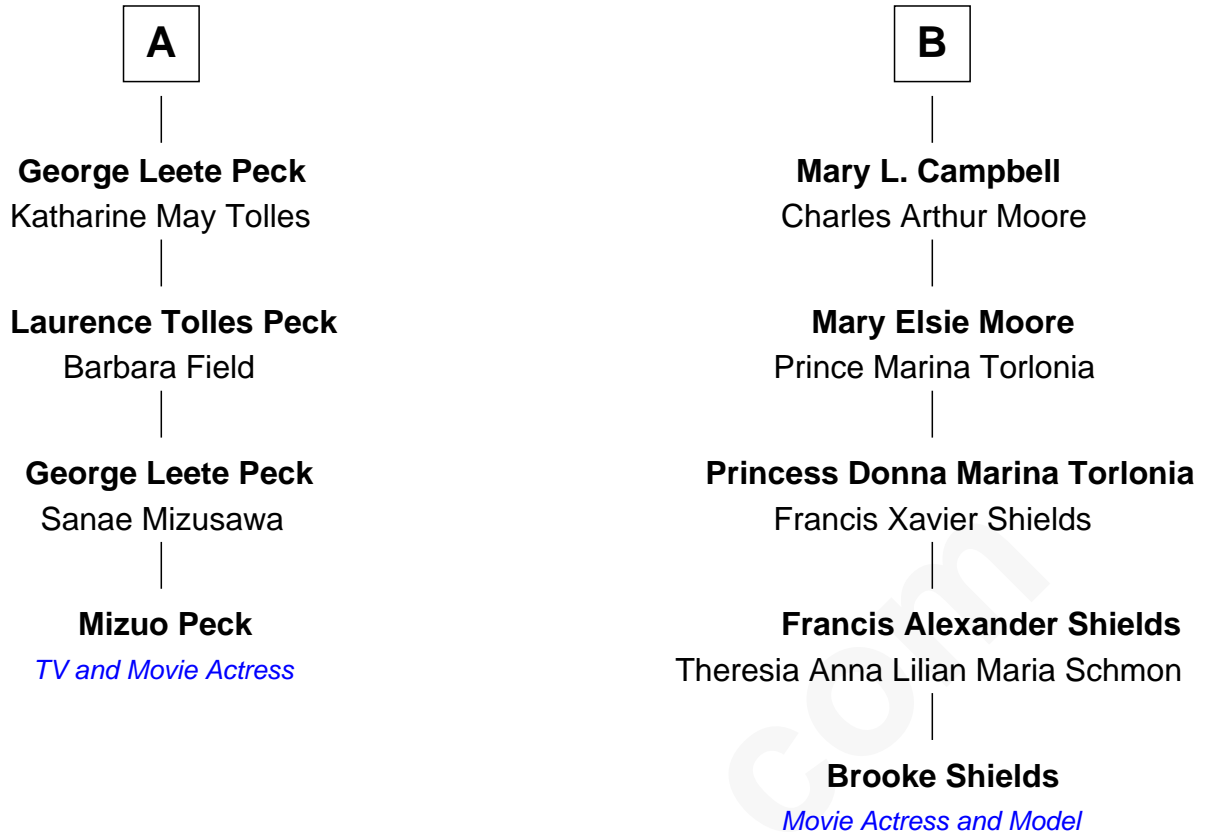 A
George Leete Peck
Katharine May Tolles
Laurence Tolles Peck
Barbara Field
George Leete Peck
Sanae Mizusawa
Mizuo Peck
TV and Movie Actress
B
Mary L. Campbell
Charles Arthur Moore
Mary Elsie Moore
Prince Marina Torlonia
Princess Donna Marina Torlonia
Francis Xavier Shields
Francis Alexander Shields
Theresia Anna Lilian Maria Schmon
Brooke Shields
Movie Actress and Model
com